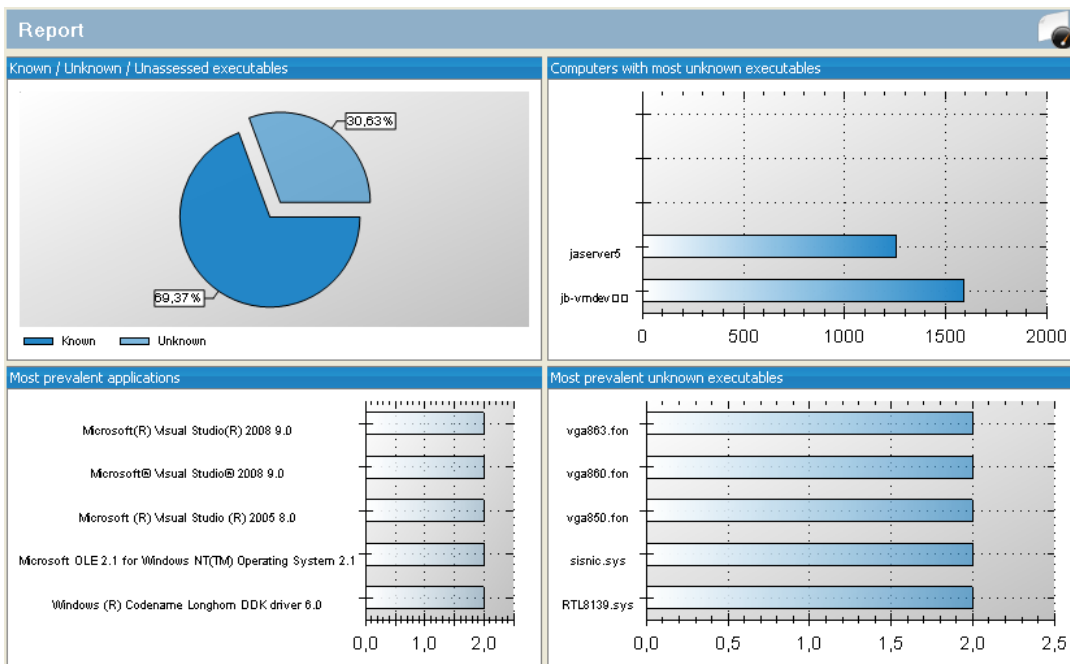 Report
Known / Unknown / Unassessed executables
30,63%
69,37%
Known Unknown
Computers with most unknown executables
jaserver5
jb-vmdev□□
0 500 1000 1500 2000
Most prevalent applications
Microsoft(R) Visual Studio(R) 2008 9.0
Microsoft® Visual Studio® 2008 9.0
Microsoft (R) Visual Studio (R) 2005 8.0
Microsoft OLE 2.1 for Windows NT(TM) Operating System 2.1
Windows (R) Codename Longhorn DDK driver 6.0
0,0 1,0 2,0
Most prevalent unknown executables
vga863.fon
vga860.fon
vga850.fon
sisnic.sys
RTL8139.sys
0,0 0,5 1,0 1,5 2,0 2,5